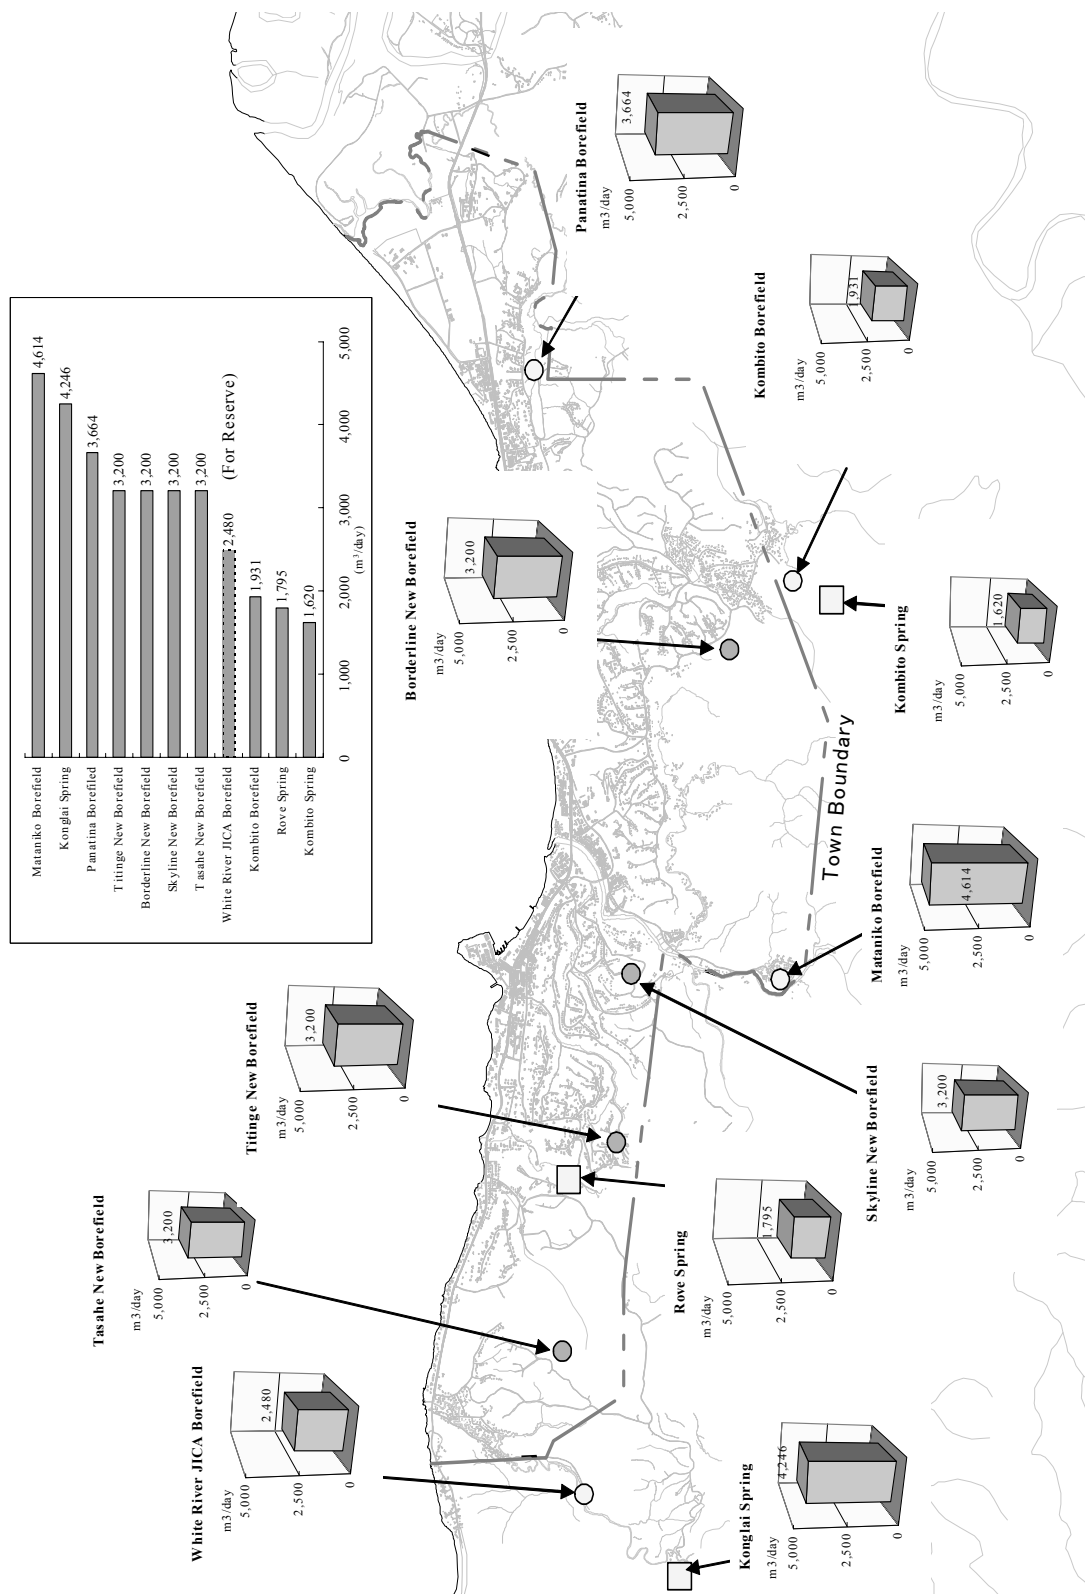 Mataniko Borefield
4,614
Konglai Spring
4,246
Panatina Borefiled
3,664
Titinge New Borefield
3,200
Borderline New Borefield
3,200
Skyline New Borefield
3,200
Tasahe New Borefield
3,200
White River JICA Borefield
2,480
(For Reserve)
Kombito Borefield
1,931
Rove Spring
1,795
Kombito Spring
1,620
0
1,000
2,000
3,000
4,000
5,000
(m³/day)
White River JICA Borefield
m3/day
5,000
2,500
0
2,480
Tasahe New Borefield
m3/day
5,000
2,500
0
3,200
Titinge New Borefield
m3/day
5,000
2,500
0
3,200
Borderline New Borefield
m3/day
5,000
2,500
0
3,200
Panatina Borefield
m3/day
5,000
2,500
0
3,664
Kombito Borefield
m3/day
5,000
2,500
0
1,931
Kombito Spring
m3/day
5,000
2,500
0
1,620
Town Boundary
Mataniko Borefield
m3/day
5,000
2,500
0
4,614
Skyline New Borefield
m3/day
5,000
2,500
0
3,200
Rove Spring
m3/day
5,000
2,500
0
1,795
Konglai Spring
m3/day
5,000
2,500
0
4,246